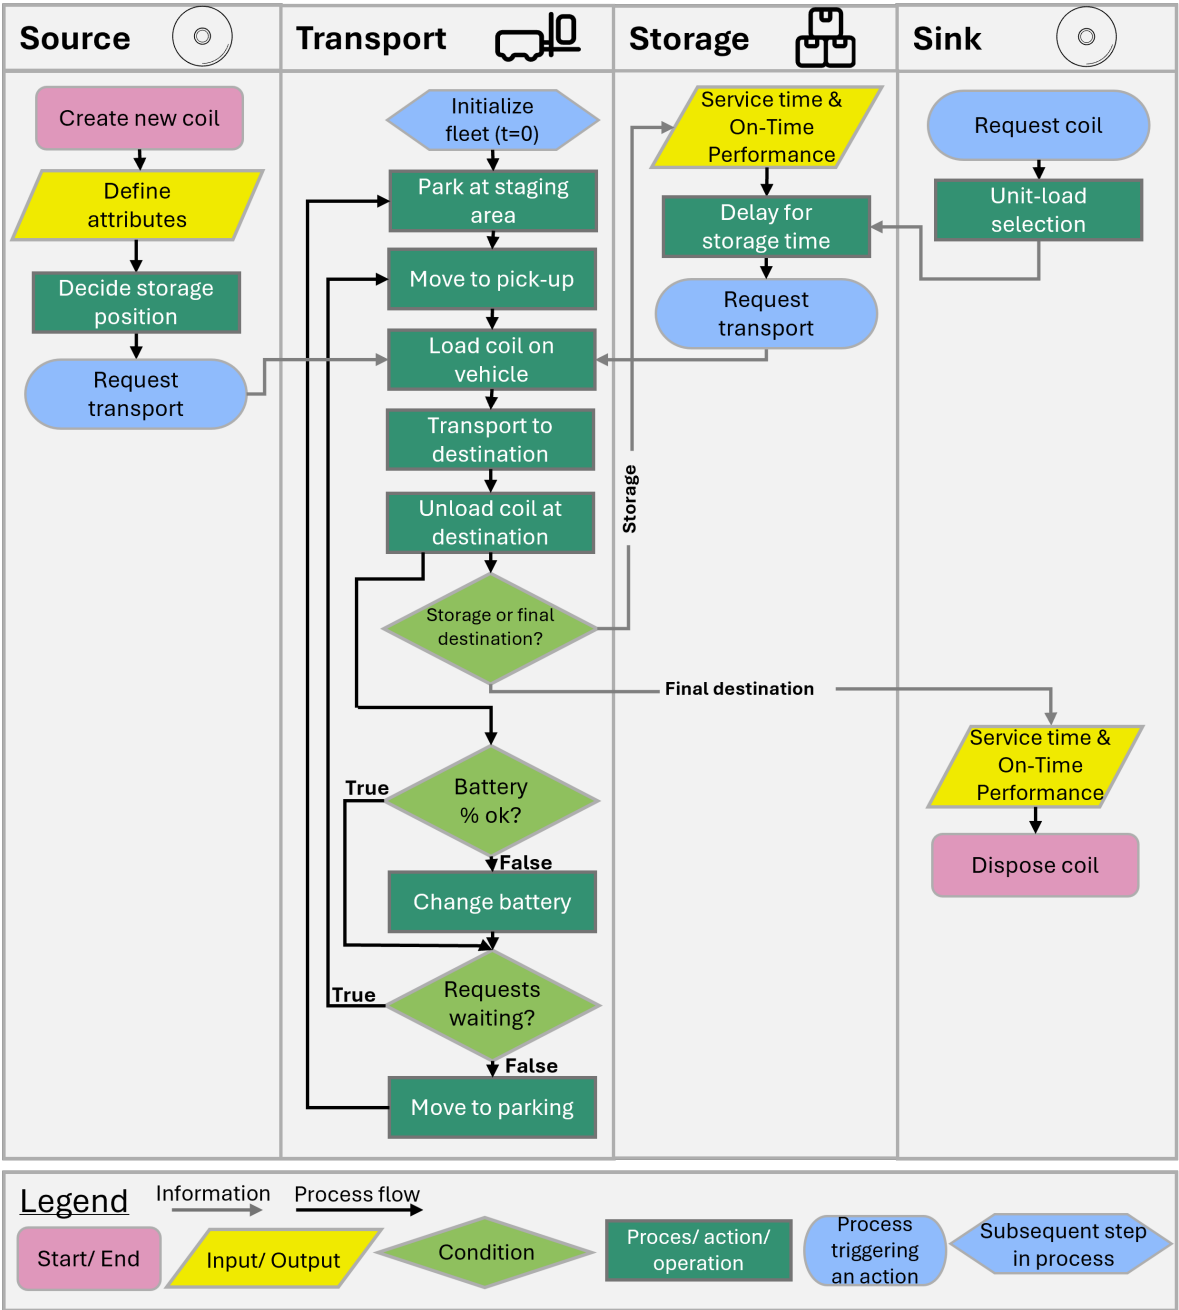 Source
Transport
Storage
Sink
Create new coil
Define
attributes
Decide storage
position
Request
transport
Initialize
fleet (t=0)
Park at staging
area
Move to pick-up
Load coil on
vehicle
Transport to
destination
Unload coil at
destination
Storage or final
destination?
Storage
Final destination
Battery
% ok?
True
False
Change battery
Requests
waiting?
True
False
Move to parking
Service time &
On-Time
Performance
Delay for
storage time
Request
transport
Request coil
Unit-load
selection
Service time &
On-Time
Performance
Dispose coil
Legend
Information
Process flow
Start/ End
Input/ Output
Condition
Proces/ action/
operation
Process
triggering
an action
Subsequent step
in process